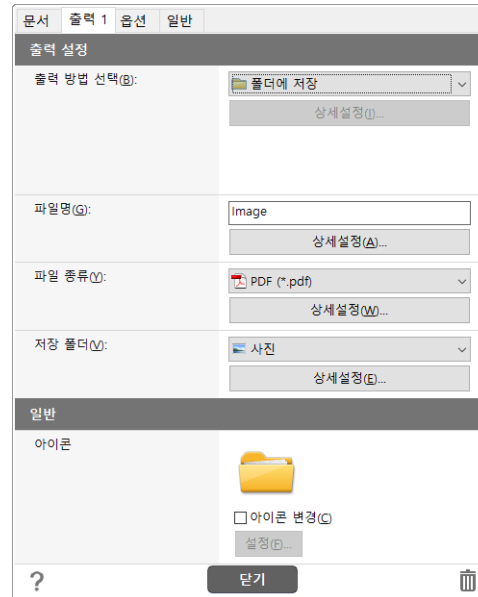 문서 출력 1 옵션 일반
출력 설정
출력 방법 선택(B): 폴더에 저장
상세설정(I)...
파일명(G): Image
상세설정(A)...
파일 종류(Y): PDF (*.pdf)
상세설정(W)...
저장 폴더(V): 사진
상세설정(E)...
일반
아이콘
아이콘 변경(C)
설정(F)...
? 닫기